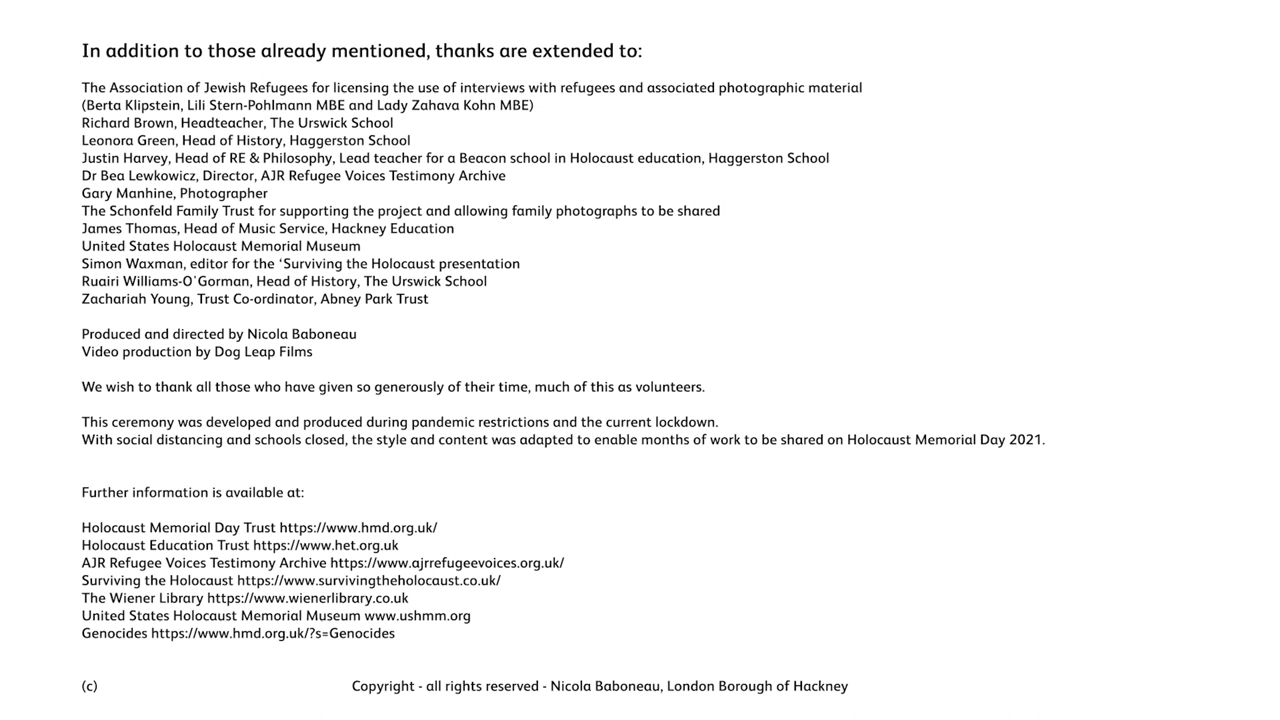 In addition to those already mentioned, thanks are extended to:
The Association of Jewish Refugees for licensing the use of interviews with refugees and associated photographic material
(Berta Klipstein, Lili Stern-Pohlmann MBE and Lady Zahava Kohn MBE)
Richard Brown, Headteacher, The Urswick School
Leonora Green, Head of History, Haggerston School
Justin Harvey, Head of RE & Philosophy, Lead teacher for a Beacon school in Holocaust education, Haggerston School
Dr Bea Lewkowicz, Director, AJR Refugee Voices Testimony Archive
Gary Manhine, Photographer
The Schonfeld Family Trust for supporting the project and allowing family photographs to be shared
James Thomas, Head of Music Service, Hackney Education
United States Holocaust Memorial Museum
Simon Waxman, editor for the ‘Surviving the Holocaust presentation
Ruairi Williams-O'Gorman, Head of History, The Urswick School
Zachariah Young, Trust Co-ordinator, Abney Park Trust
Produced and directed by Nicola Baboneau
Video production by Dog Leap Films
We wish to thank all those who have given so generously of their time, much of this as volunteers.
This ceremony was developed and produced during pandemic restrictions and the current lockdown.
With social distancing and schools closed, the style and content was adapted to enable months of work to be shared on Holocaust Memorial Day 2021.
Further information is available at:
Holocaust Memorial Day Trust https://www.hmd.org.uk/
Holocaust Education Trust https://www.het.org.uk
AJR Refugee Voices Testimony Archive https://www.ajrrefugeevoices.org.uk/
Surviving the Holocaust https://www.survivingtheholocaust.co.uk/
The Wiener Library https://www.wienerlibrary.co.uk
United States Holocaust Memorial Museum www.ushmm.org
Genocides https://www.hmd.org.uk/?s=Genocides
(c) Copyright - all rights reserved - Nicola Baboneau, London Borough of Hackney